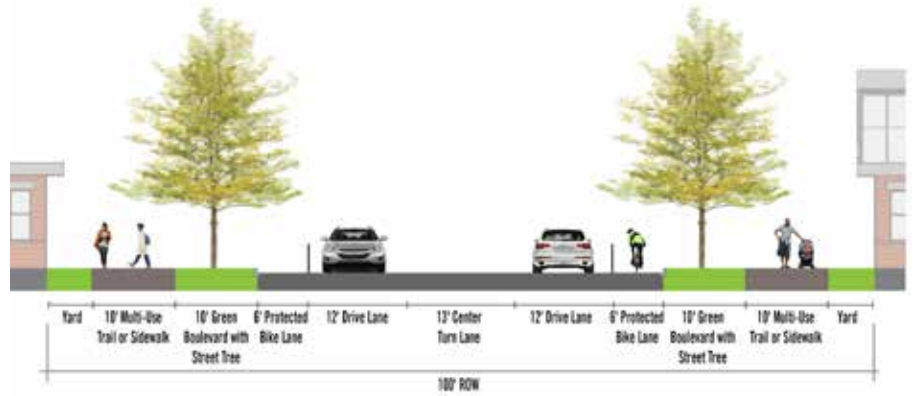 Yard
10' Multi-Use
Trail or Sidewalk
10' Green
Boulevard with
Street Tree
6' Protected
Bike Lane
12' Drive Lane
13' Center
Turn Lane
12' Drive Lane
6' Protected
Bike Lane
10' Green
Boulevard with
Street Tree
10' Multi-Use
Trail or Sidewalk
Yard
100' ROW